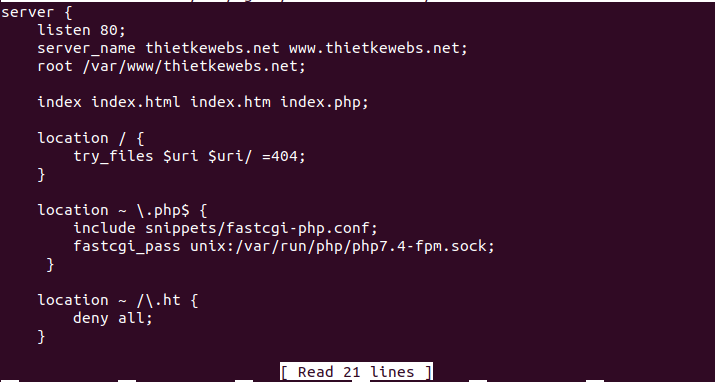 server {
    listen 80;
    server_name thietkewebs.net www.thietkewebs.net;
    root /var/www/thietkewebs.net;

    index index.html index.htm index.php;

    location / {
        try_files $uri $uri/ =404;
    }

    location ~ \.php$ {
        include snippets/fastcgi-php.conf;
        fastcgi_pass unix:/var/run/php/php7.4-fpm.sock;
     }

    location ~ /\.ht {
        deny all;
    }

[ Read 21 lines ]